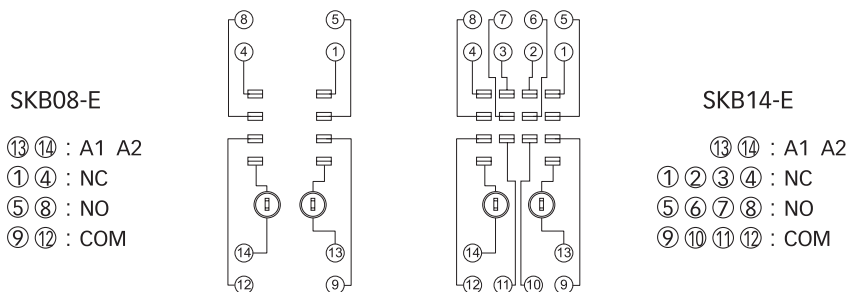 ⑧ ⑤ ⑧ ⑦ ⑥ ⑤
④ ① ④ ③ ② ①
SKB08-E
⑬ ⑭ : A1 A2
① ④ : NC
⑤ ⑧ : NO
⑨ ⑫ : COM
SKB14-E
⑬ ⑭ : A1 A2
① ② ③ ④ : NC
⑤ ⑥ ⑦ ⑧ : NO
⑨ ⑩ ⑪ ⑫ : COM
⑭ ⑬ ⑭ ⑬
⑫ ⑨ ⑫ ⑪ ⑩ ⑨